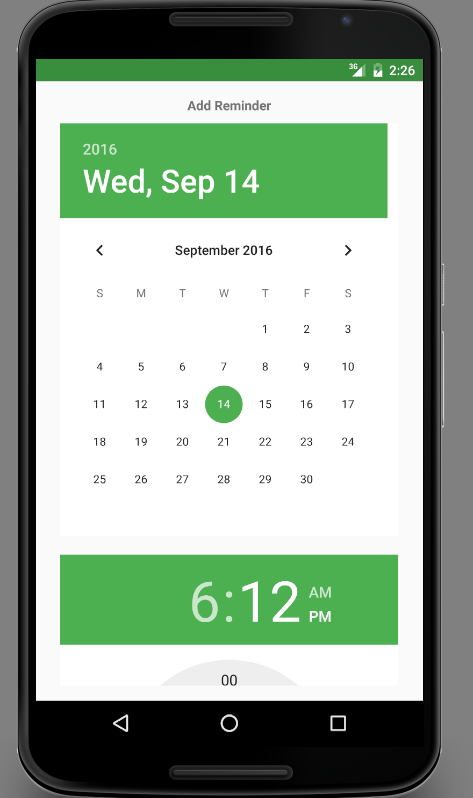 3G 2:26
Add Reminder
2016
Wed, Sep 14
September 2016
S M T W T F S
1 2 3
4 5 6 7 8 9 10
11 12 13 14 15 16 17
18 19 20 21 22 23 24
25 26 27 28 29 30
6:12 AM
PM
00